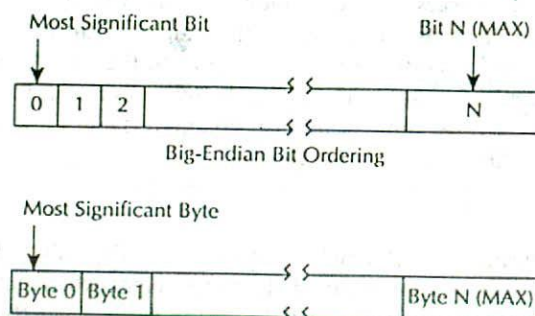 Most Significant Bit Bit N (MAX)
0 1 2 N
Big-Endian Bit Ordering
Most Significant Byte
Byte 0 Byte 1 Byte N (MAX)